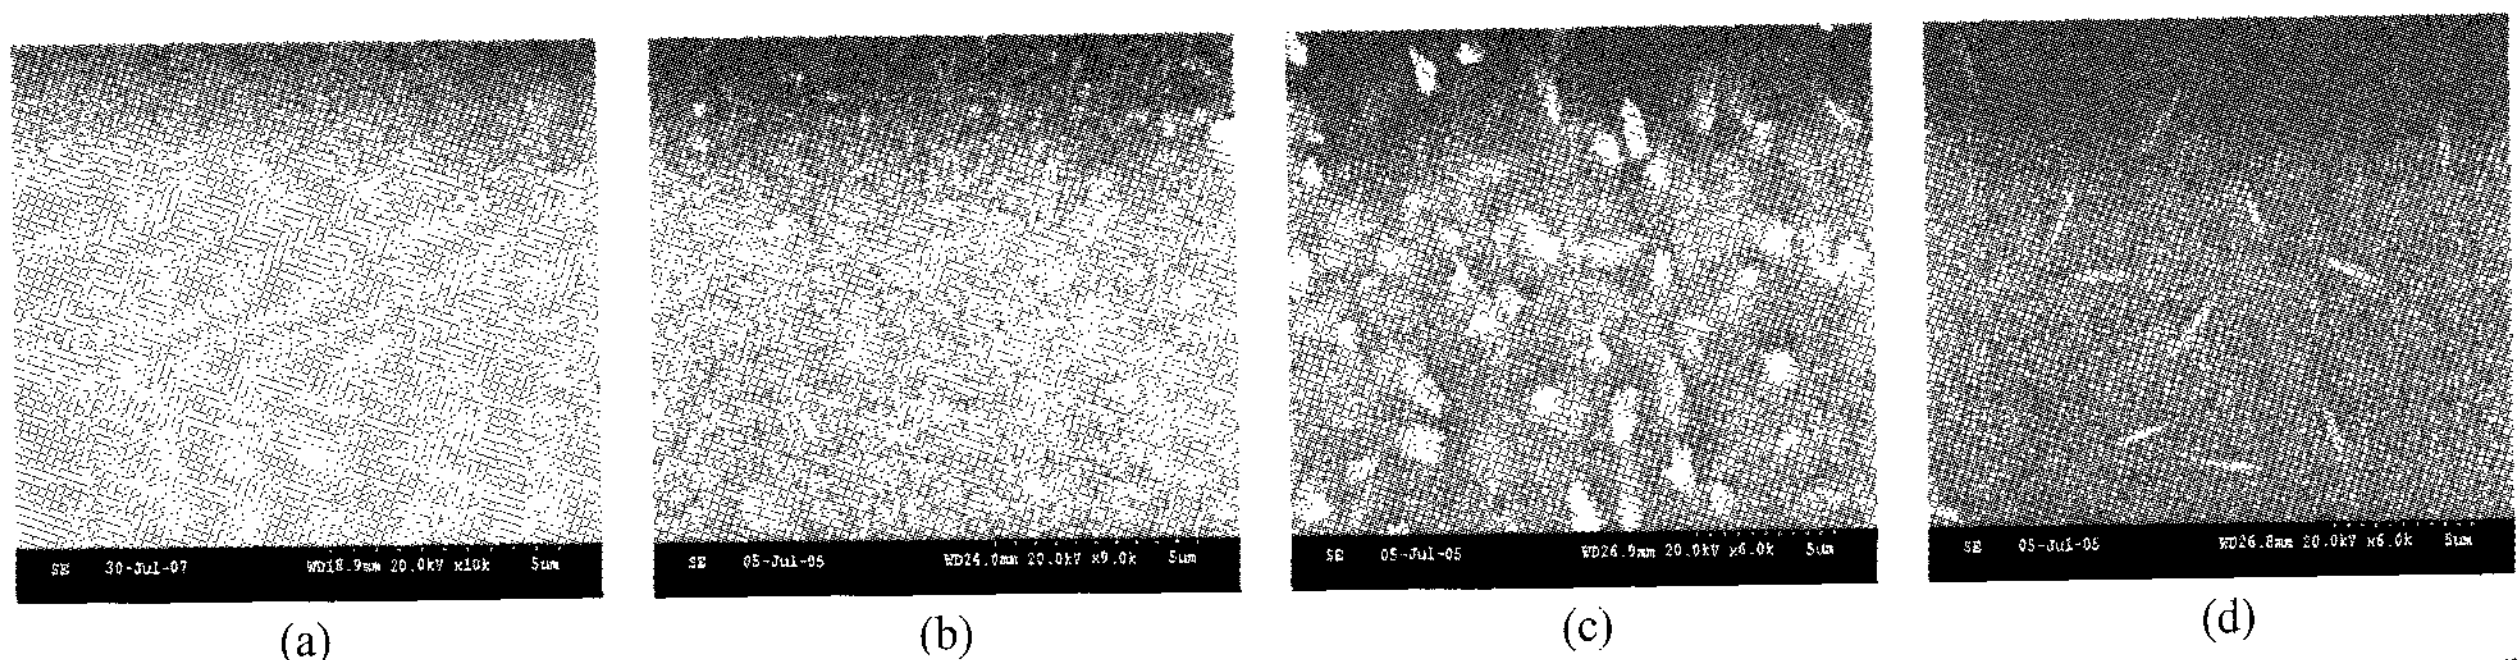 SE 30-Jul-07 WD18.9mm 20.0kV x10k 5um
SE 05-Jul-05 WD24.0mm 20.0kV x9.0k 5um
SE 05-Jul-05 WD26.9mm 20.0kV x6.0k 5um
SE 05-Jul-05 WD26.8mm 20.0kV x6.0k 5um
(a)
(b)
(c)
(d)